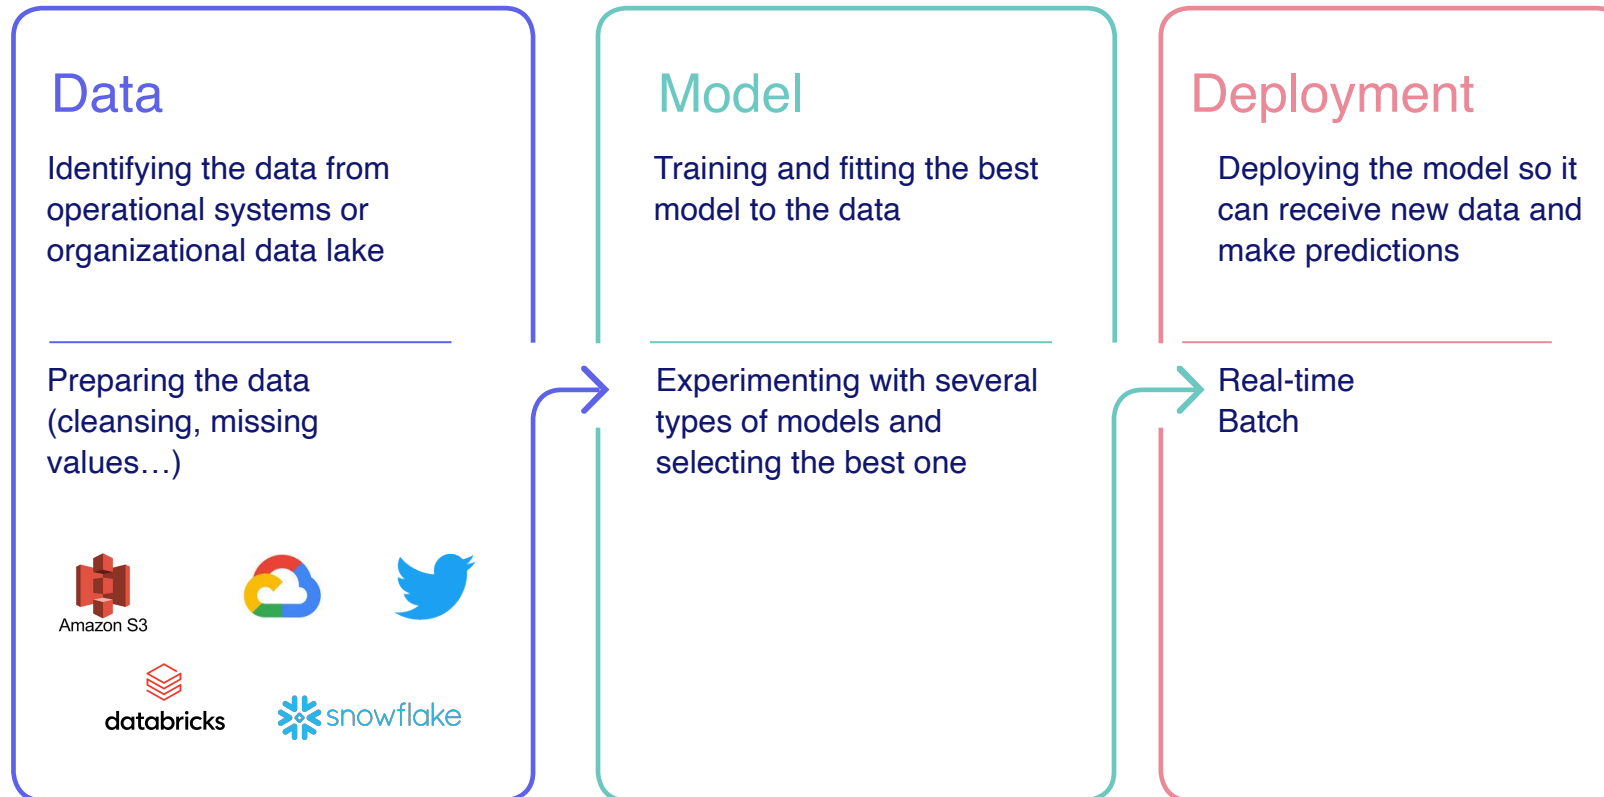 Data
Identifying the data from
operational systems or
organizational data lake
Preparing the data
(cleansing, missing
values…)
Amazon S3
databricks
snowflake
Model
Training and fitting the best
model to the data
Experimenting with several
types of models and
selecting the best one
Deployment
Deploying the model so it
can receive new data and
make predictions
Real-time
Batch